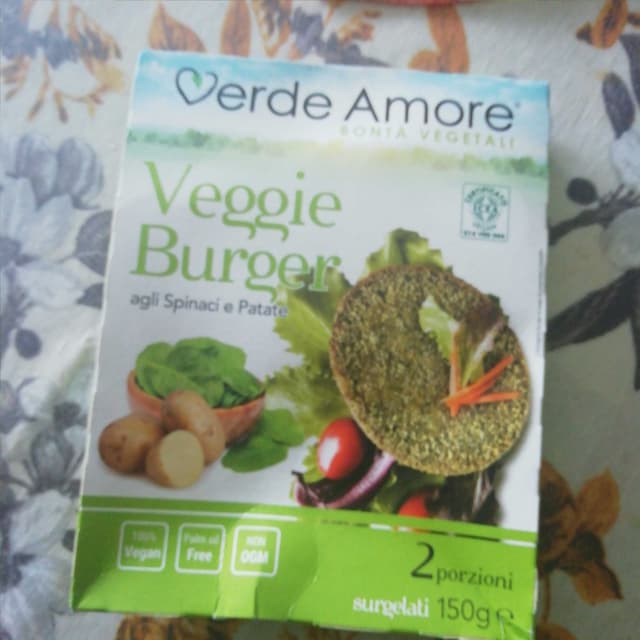 Verde Amore
BONTÀ VEGETALI
Veggie
Burger
agli Spinaci e Patate
100%
Vegan
Palm oil
Free
NON
OGM
2 porzioni
surgelati 150g e